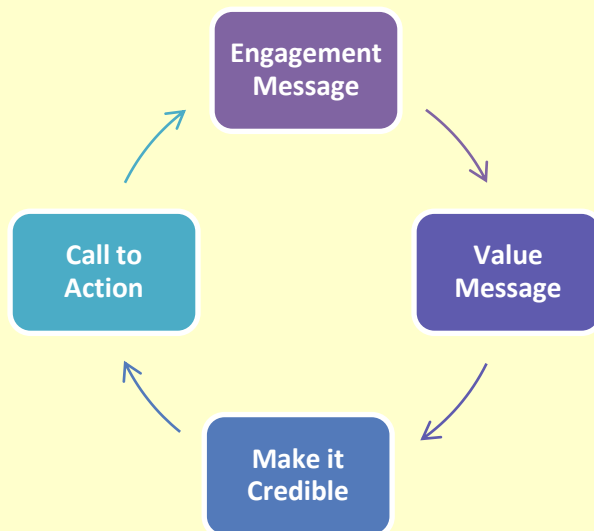 Engagement
Message
Value
Message
Make it
Credible
Call to
Action